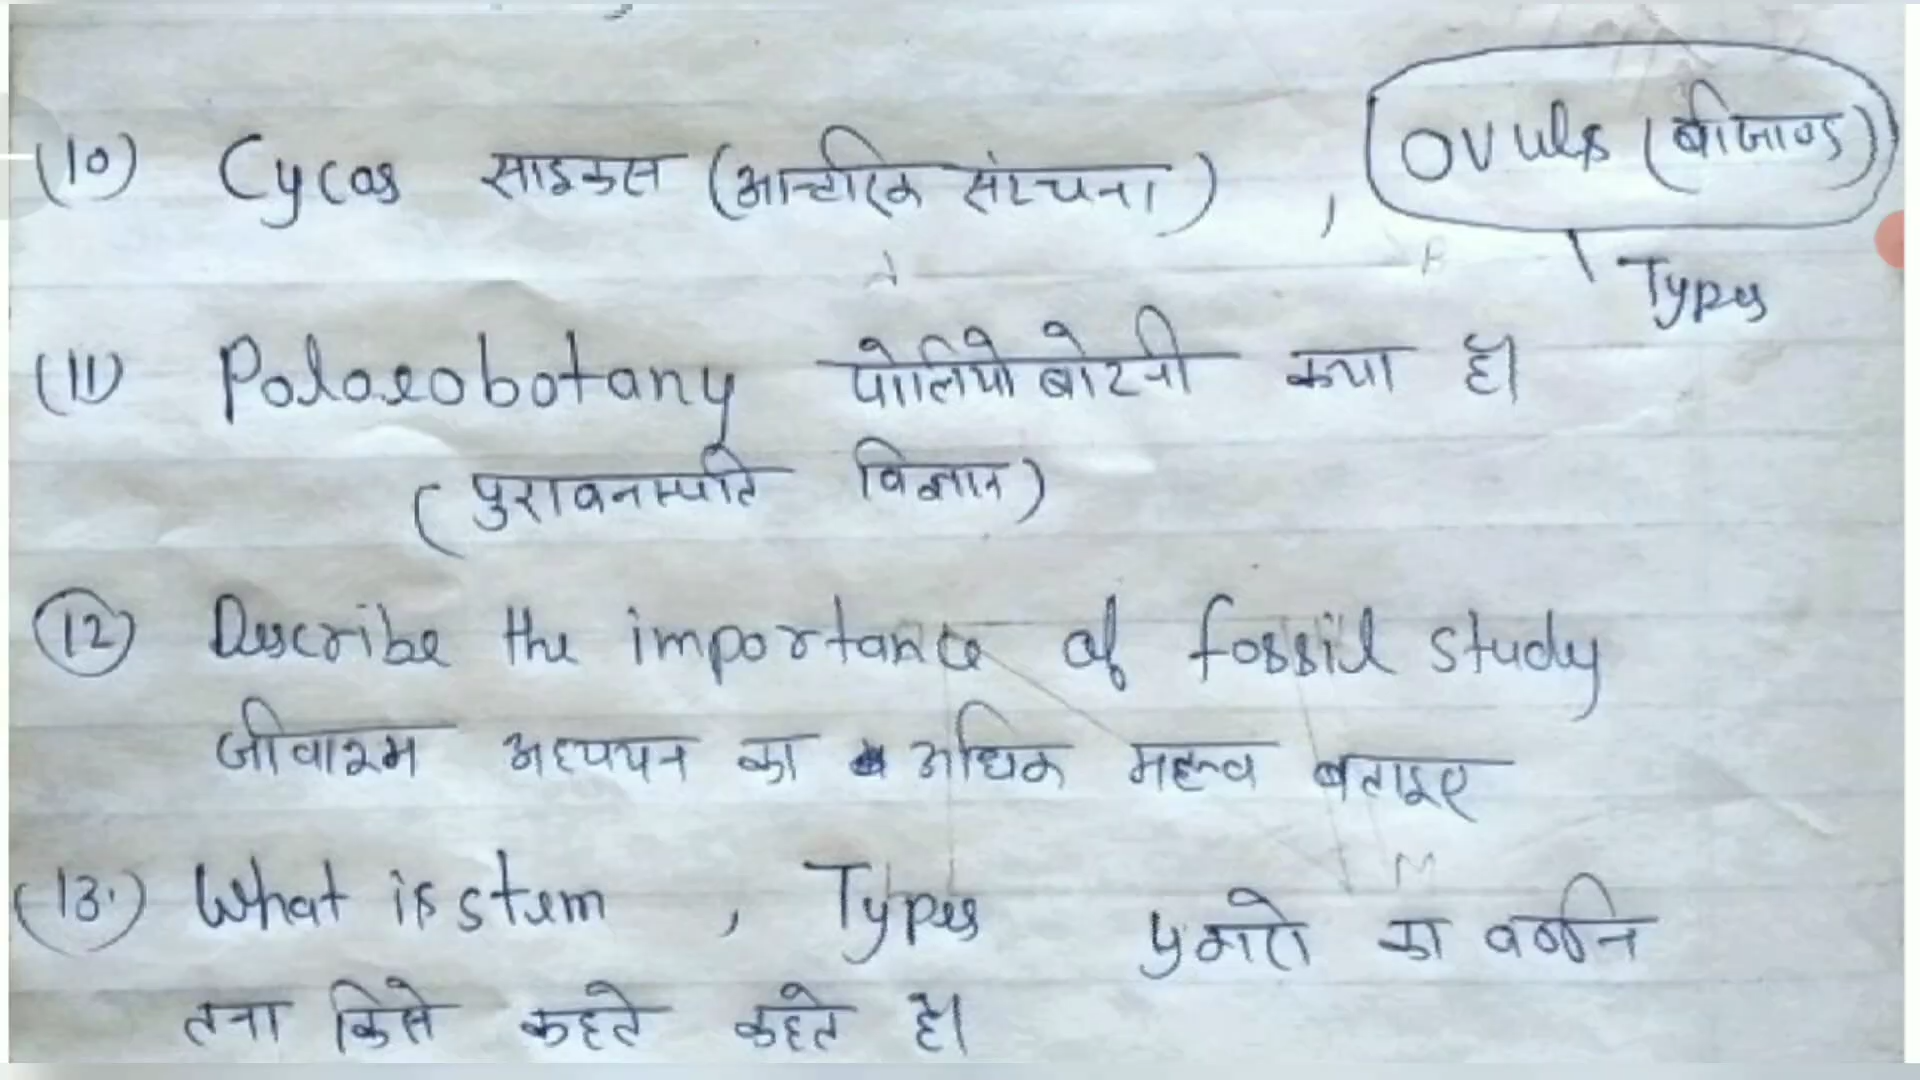 (10) Cycas साइकस (आन्तरिक संरचना) , Ovules (बीजाण्ड)
Types
(11) Palaeobotany पोलियोबोटनी क्या है।
(पुरावनस्पति विज्ञान)
(12) Describe the importance of fossil study
जीवाश्म अध्ययन का अधिक महत्व बताइए
(13.) What is stem , Types प्रकारो का वर्णन
तना किसे कहते कहते है।